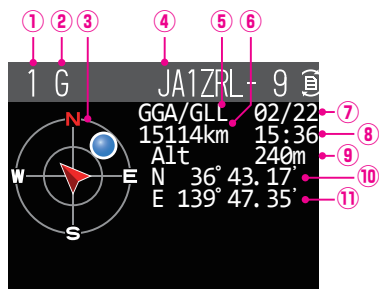 ① ② ③ ④ ⑤ ⑥
1 G JA1ZRL- 9
GGA/GLL 02/22 ⑦
15114km 15:36 ⑧
Alt 240m ⑨
N 36°43.17' ⑩
E 139°47.35' ⑪
N
W E
S